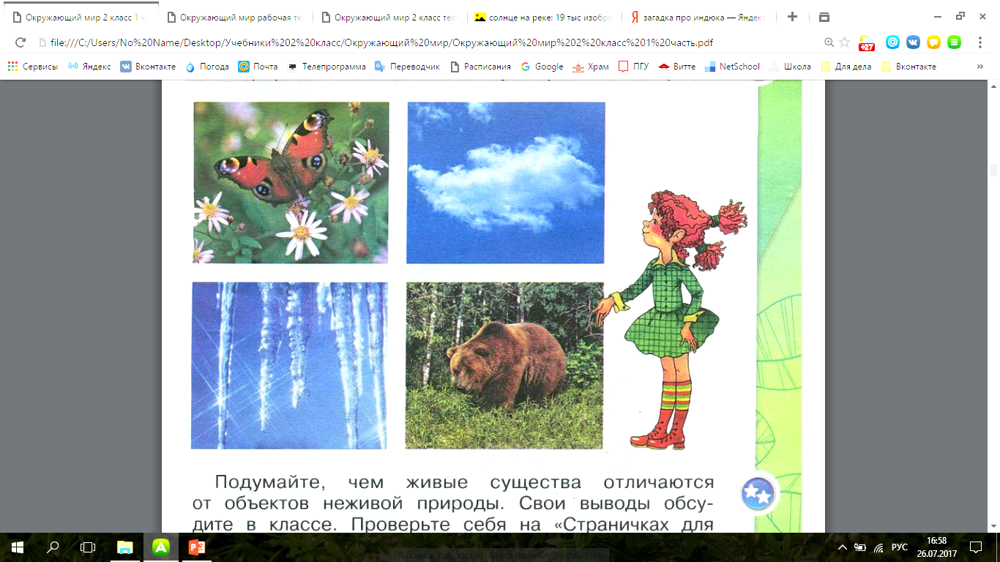 Окружающий мир 2 класс 1 ч
Окружающий мир рабочая те
Окружающий мир 2 класс тес
солнце на реке: 19 тыс изобра
загадка про индюка — Яндекс
file:///C:/Users/No%20Name/Desktop/Учебники%202%20класс/Окружающий%20мир/Окружающий%20мир%202%20класс%201%20часть.pdf
+27
Сервисы Яндекс Вконтакте Погода Почта Телепрограмма Переводчик Расписания Google Храм ПГУ Витте NetSchool Школа Для дела Вконтакте »
Подумайте, чем живые существа отличаются
от объектов неживой природы. Свои выводы обсу-
дите в классе. Проверьте себя на «Страничках для
РУС
16:58
26.07.2017